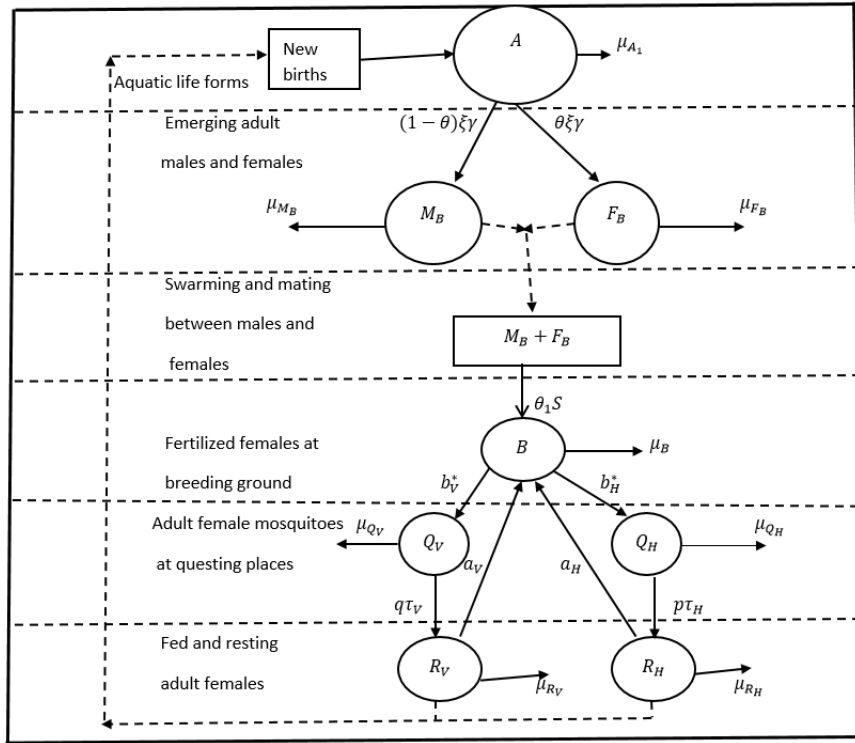 New
births
A
μ_{A_1}
Aquatic life forms
Emerging adult
males and females
(1 − θ)ξγ
θξγ
μ_{M_B}
M_B
F_B
μ_{F_B}
Swarming and mating
between males and
females
M_B + F_B
θ_1S
Fertilized females at
breeding ground
B
μ_B
b_V^*
b_H^*
Adult female mosquitoes
at questing places
μ_{Q_V}
Q_V
a_V
a_H
Q_H
μ_{Q_H}
qτ_V
pτ_H
Fed and resting
adult females
R_V
μ_{R_V}
R_H
μ_{R_H}